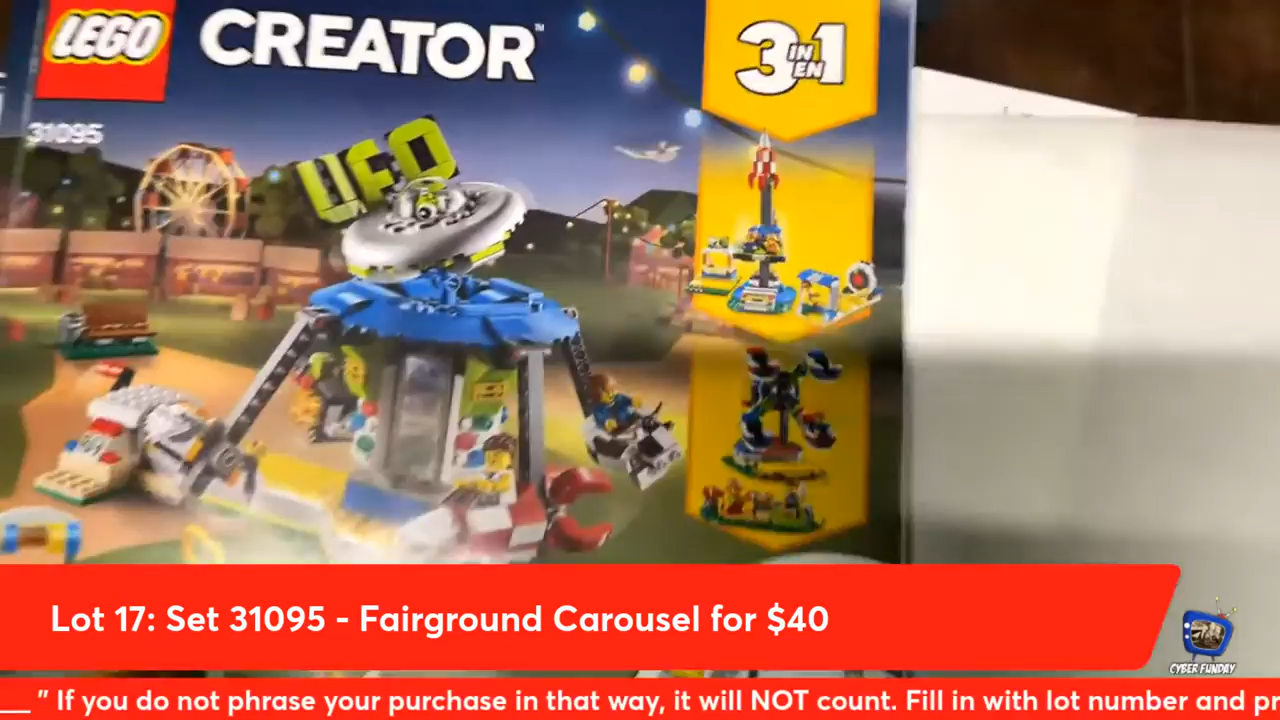 LEGO
CREATOR™
3 IN EN 1
31095
UFO
Lot 17: Set 31095 - Fairground Carousel for $40
CYBER FUNDAY
__ " If you do not phrase your purchase in that way, it will NOT count. Fill in with lot number and pr